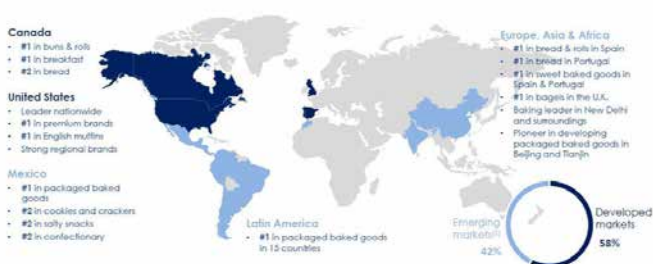 Canada
• #1 in buns & rolls
• #1 in breakfast
• #2 in bread
United States
• Leader nationwide
• #1 in premium brands
• #1 in English muffins
• Strong regional brands
Mexico
• #1 in packaged baked
goods
• #2 in cookies and crackers
• #2 in salty snacks
• #2 in confectionary
Latin America
• #1 in packaged baked goods
in 15 countries
Europe, Asia & Africa
• #1 in bread & rolls in Spain
• #1 in bread in Portugal
• #1 in sweet baked goods in
Spain & Portugal
• #1 in bagels in the U.K.
• Baking leader in New Delhi
and surroundings
• Pioneer in developing
packaged baked goods in
Beijing and Tianjin
Emerging
markets
42%
Developed
markets
58%